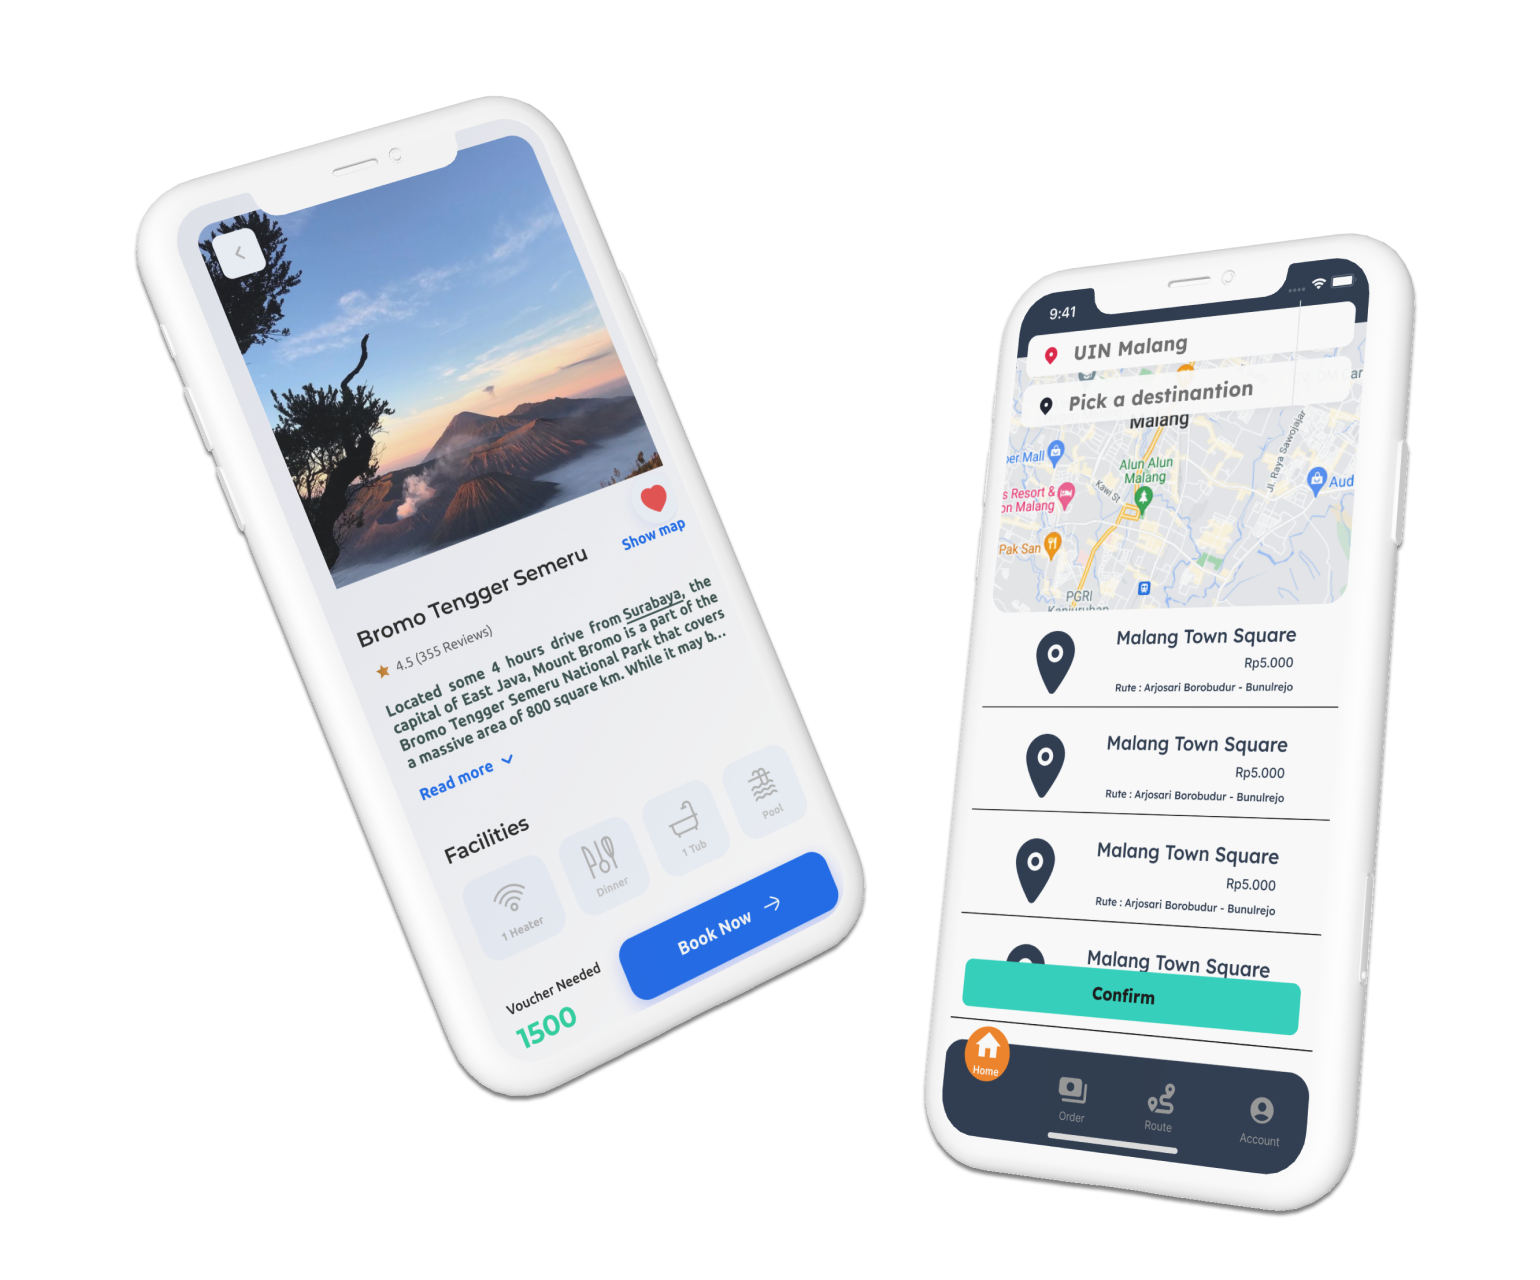 Show map
Bromo Tengger Semeru
4.5 (355 Reviews)
Located some 4 hours drive from Surabaya, the
capital of East Java, Mount Bromo is a part of the
Bromo Tengger Semeru National Park that covers
a massive area of 800 square km. While it may b...
Read more
Facilities
1 Heater
Dinner
1 Tub
Pool
Voucher Needed
1500
Book Now
9:41
UIN Malang
Pick a destinantion
Malang
per Mall
Alun Alun
Malang
Kawi St
Jl. Raya Sawojajar
s Resort &
on Malang
Aud
Pak San
PGRI
Kanjuruhan
Malang Town Square
Rp5.000
Rute : Arjosari Borobudur - Bunulrejo
Malang Town Square
Rp5.000
Rute : Arjosari Borobudur - Bunulrejo
Malang Town Square
Rp5.000
Rute : Arjosari Borobudur - Bunulrejo
Malang Town Square
Confirm
Home
Order
Route
Account